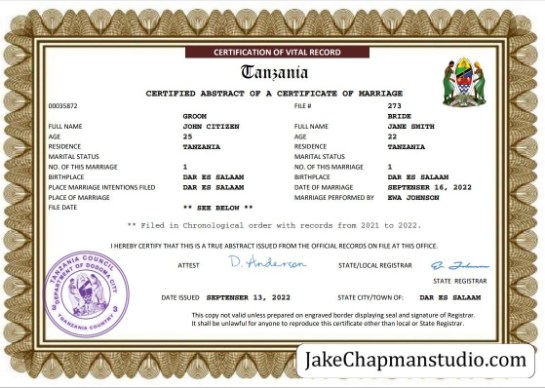 CERTIFICATION OF VITAL RECORD
Tanzania
CERTIFIED ABSTRACT OF A CERTIFICATE OF MARRIAGE
00035872 FILE # 273
GROOM BRIDE
FULL NAME JOHN CITIZEN FULL NAME JANE SMITH
AGE 25 AGE 22
RESIDENCE TANZANIA RESIDENCE TANZANIA
MARITAL STATUS MARITAL STATUS
NO. OF THIS MARRIAGE 1 NO. OF THIS MARRIAGE 1
BIRTHPLACE DAR ES SALAAM BIRTHPLACE DAR ES SALAAM
PLACE MARRIAGE INTENTIONS FILED DAR ES SALAAM DATE OF MARRIAGE SEPTENSER 16, 2022
PLACE OF MARRIAGE MARRIAGE PERFORMED BY EWA JOHNSON
FILE DATE ** SEE BELOW **
** Filed in Chronological order with records from 2021 to 2022.
I HEREBY CERTIFY THAT THIS IS A TRUE ABSTRACT ISSUED FROM THE OFFICIAL RECORDS ON FILE AT THIS OFFICE.
TANZANIA COUNCIL
DEPARTMENT OF DODOMA CITY
TRANZANIA COUNTRY
ATTEST D. Anderson STATE/LOCAL REGISTRAR
STATE REGISTRAR
DATE ISSUED SEPTENSER 13, 2022 STATE CITY/TOWN OF: DAR ES SALAAM
This copy not valid unless prepared on engraved border displaying seal and signature of Registrar.
It shall be unlawful for anyone to reproduce this certificate other than local or State Registrar.
JakeChapmanstudio.com